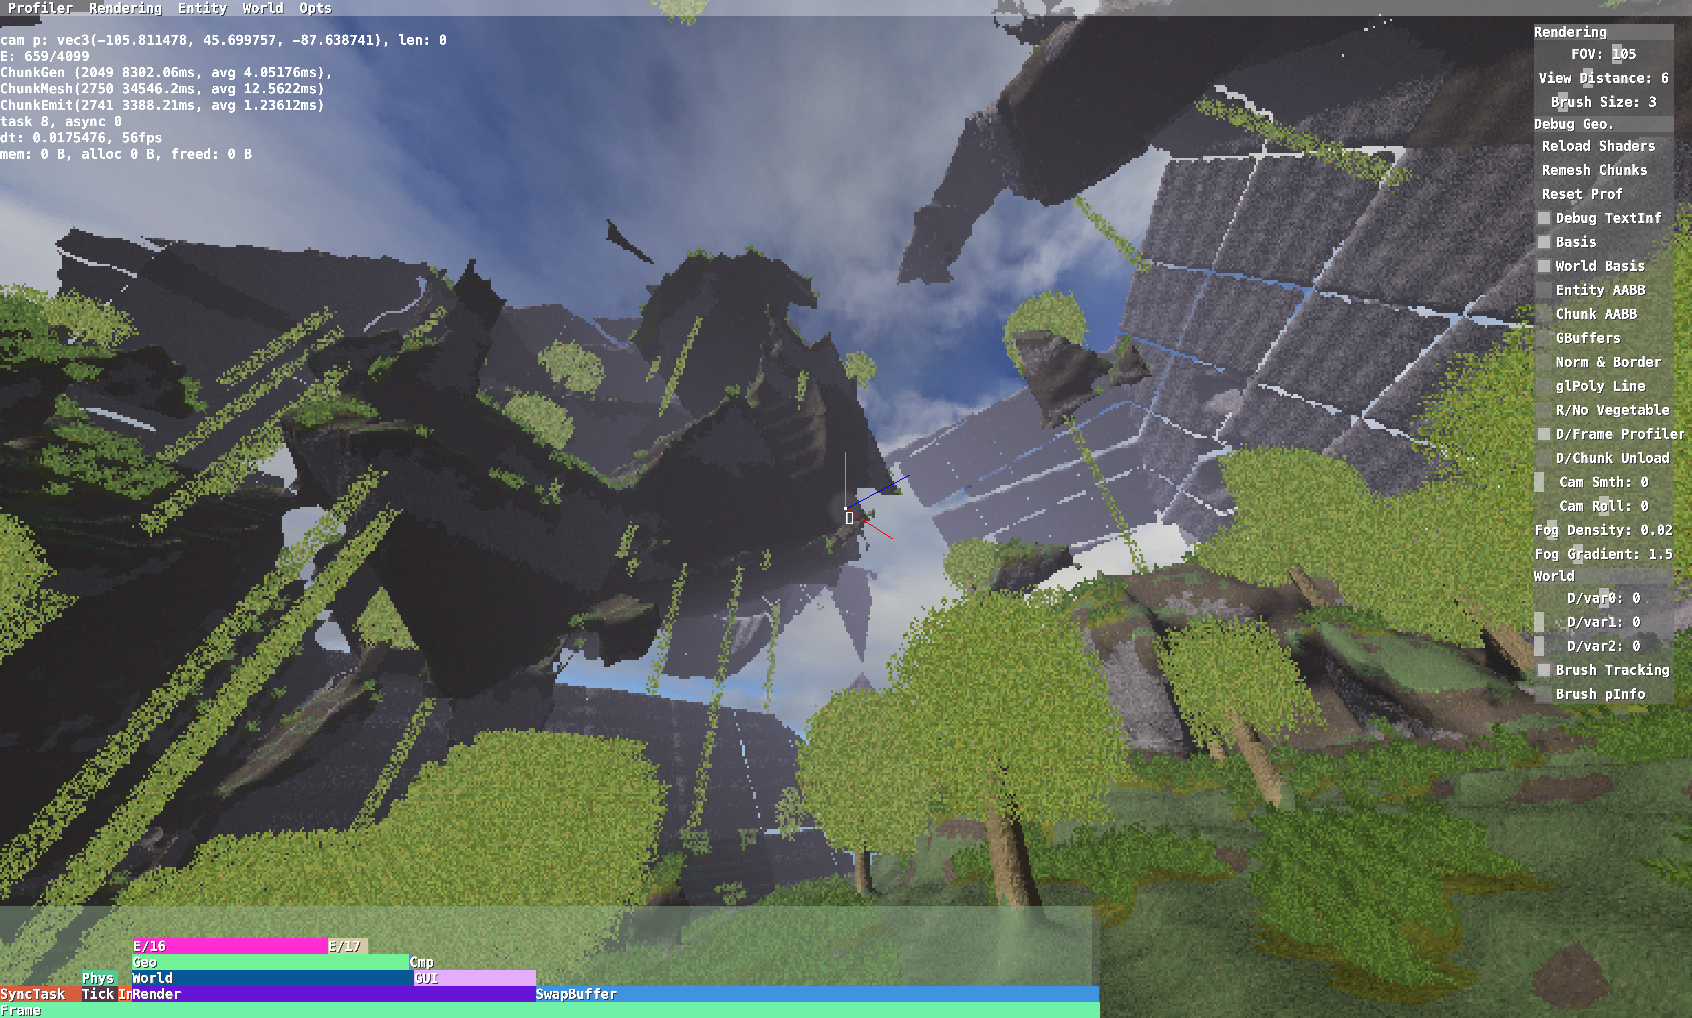 Profiler Rendering Entity World Opts
cam p: vec3(-105.811478, 45.699757, -87.638741), len: 0
E: 659/4099
ChunkGen (2049 8302.06ms, avg 4.05176ms),
ChunkMesh(2750 34546.2ms, avg 12.5622ms)
ChunkEmit(2741 3388.21ms, avg 1.23612ms)
task 8, async 0
dt: 0.0175476, 56fps
mem: 0 B, alloc 0 B, freed: 0 B
Rendering
FOV: 105
View Distance: 6
Brush Size: 3
Debug Geo.
Reload Shaders
Remesh Chunks
Reset Prof
Debug TextInf
Basis
World Basis
Entity AABB
Chunk AABB
GBuffers
Norm & Border
glPoly Line
R/No Vegetable
D/Frame Profiler
D/Chunk Unload
Cam Smth: 0
Cam Roll: 0
Fog Density: 0.02
Fog Gradient: 1.5
World
D/var0: 0
D/var1: 0
D/var2: 0
Brush Tracking
Brush pInfo
E/16 E/17
Geo Cmp
Phys World GUI
SyncTask Tick In Render SwapBuffer
Frame